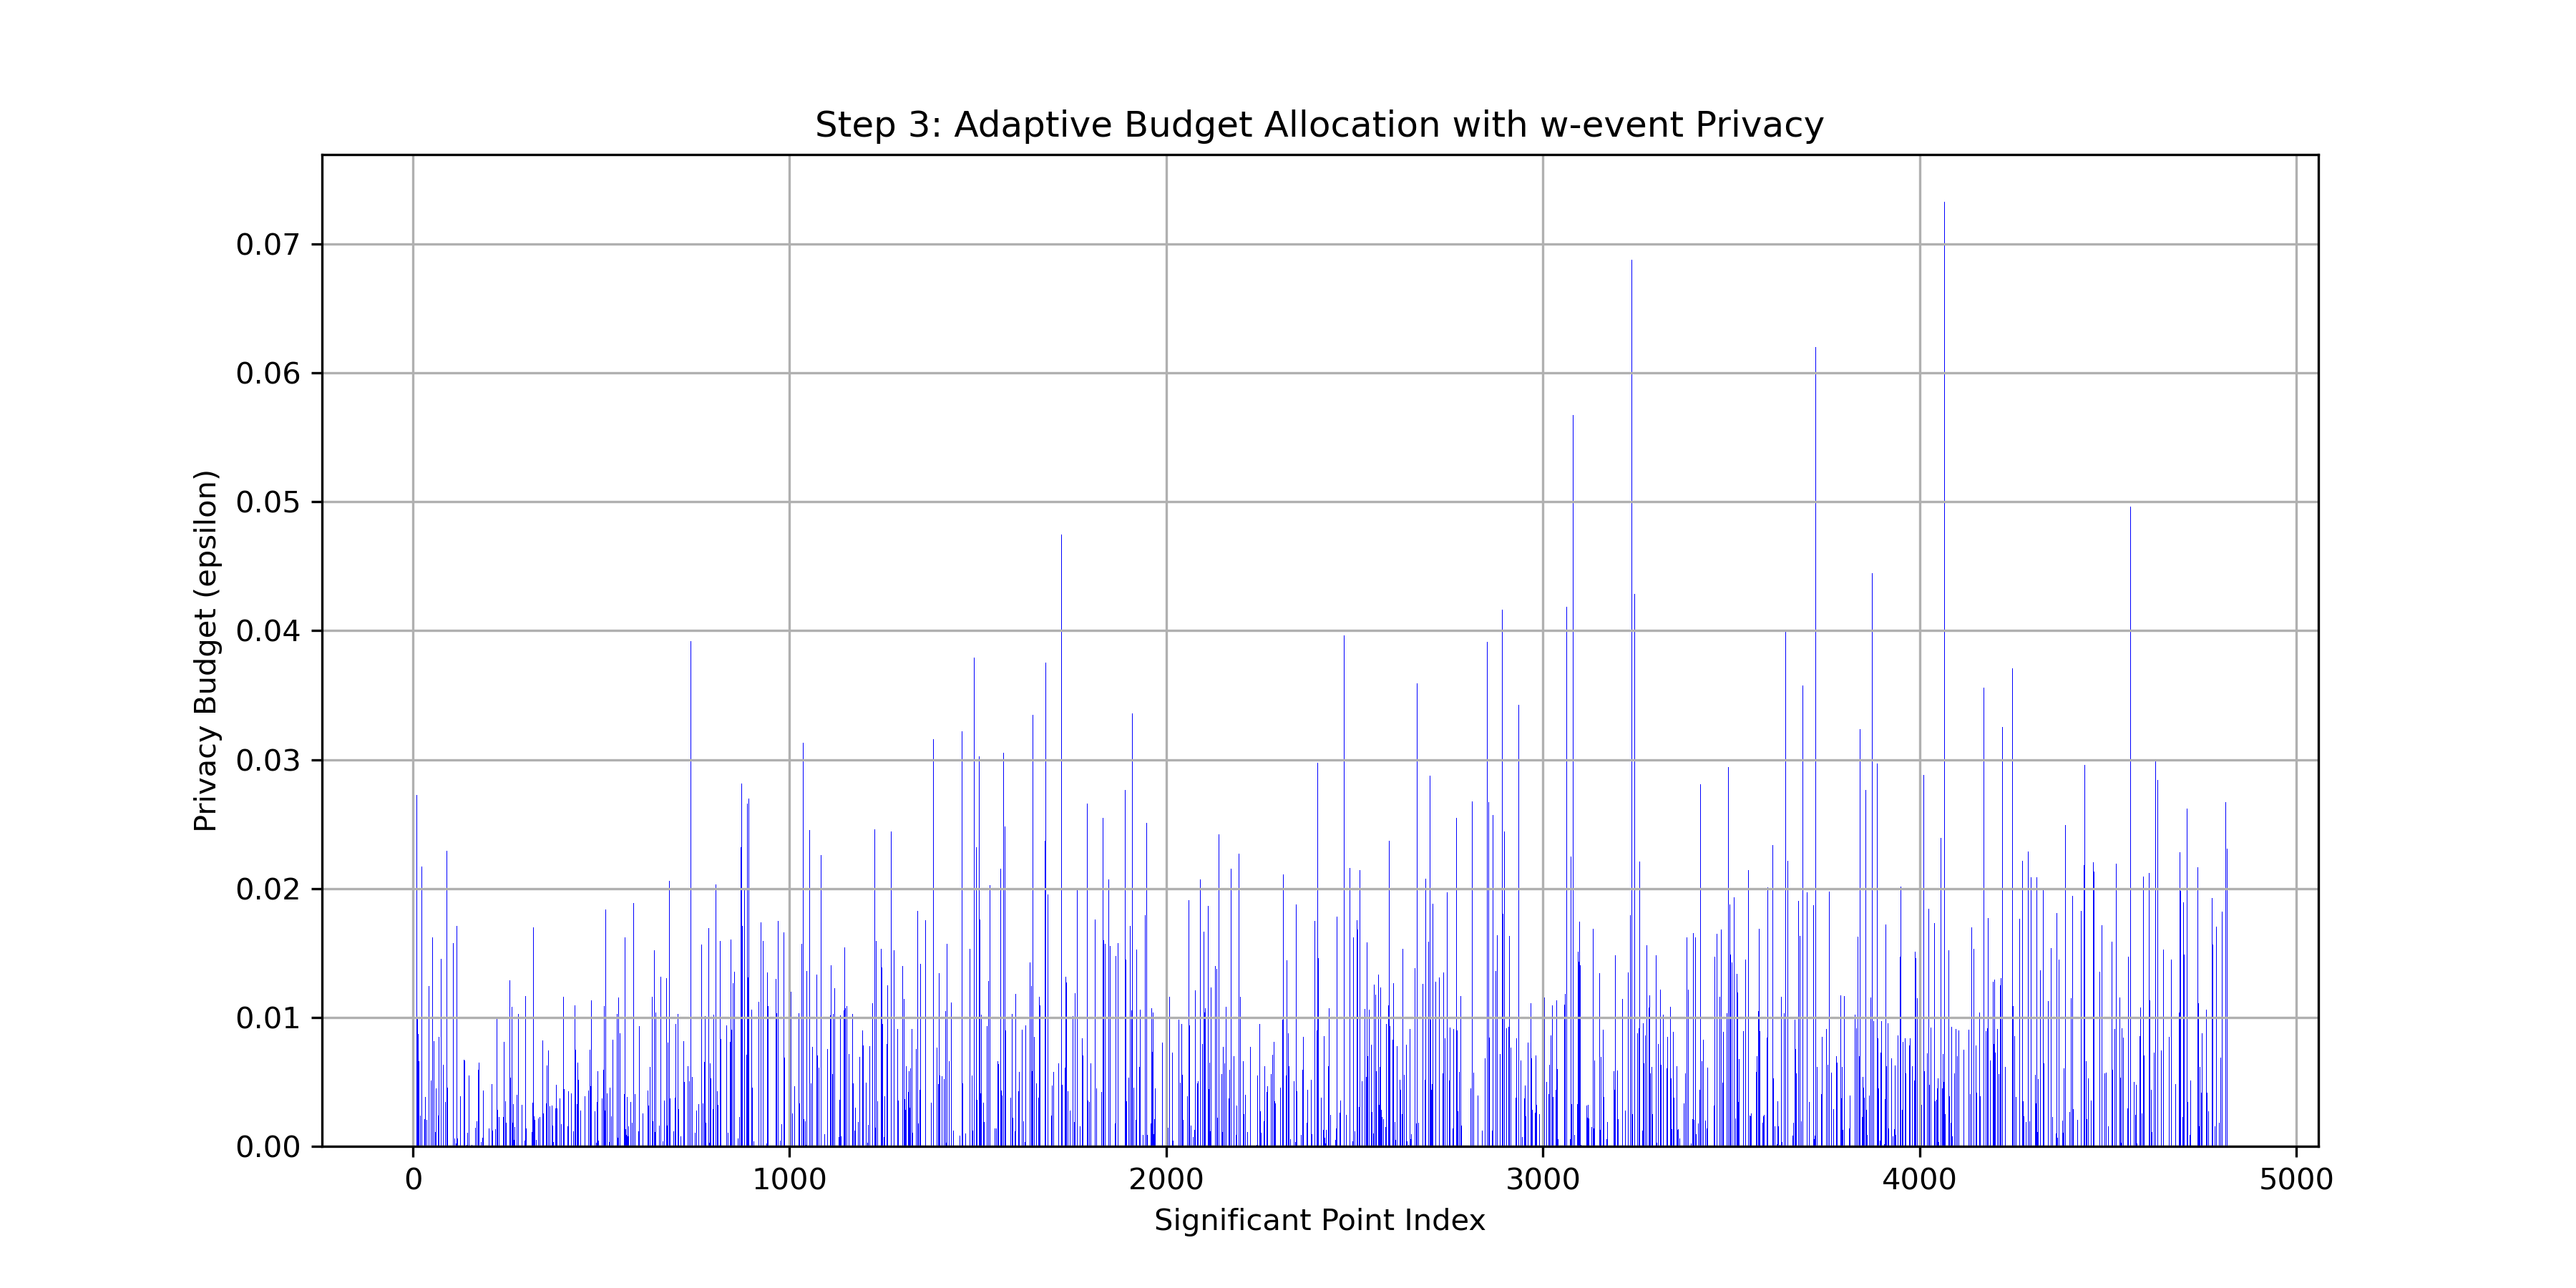 Step 3: Adaptive Budget Allocation with w-event Privacy
Privacy Budget (epsilon)
0.07
0.06
0.05
0.04
0.03
0.02
0.01
0.00
0 1000 2000 3000 4000 5000
Significant Point Index